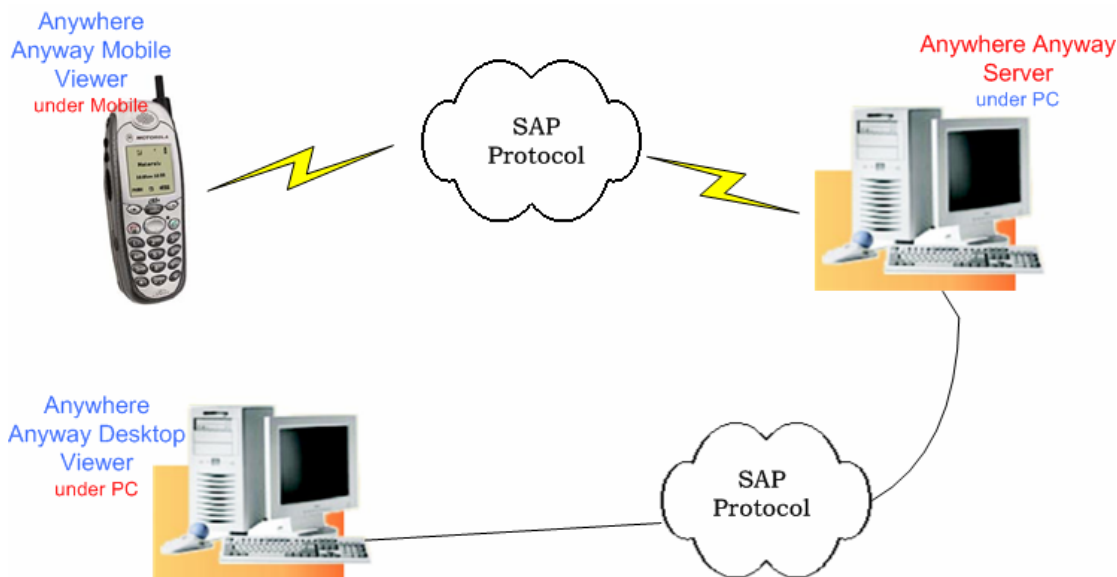 Anywhere
Anyway Mobile
Viewer
under Mobile
SAP
Protocol
Anywhere Anyway
Server
under PC
MOTOROLA
Anywhere
Anyway Desktop
Viewer
under PC
SAP
Protocol